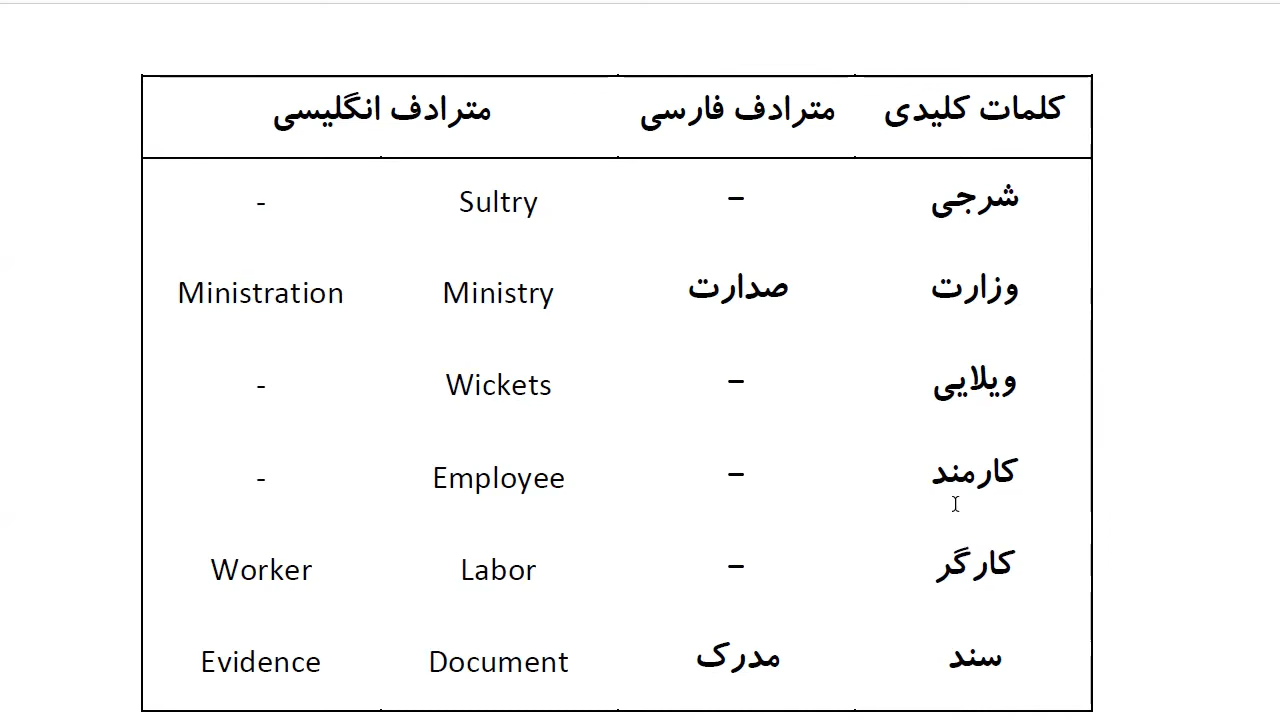 کلمات کلیدی مترادف فارسی مترادف انگلیسی
شرجی – Sultry -
وزارت صدارت Ministry Ministration
ویلایی – Wickets -
کارمند – Employee -
کارگر – Labor Worker
سند مدرک Document Evidence